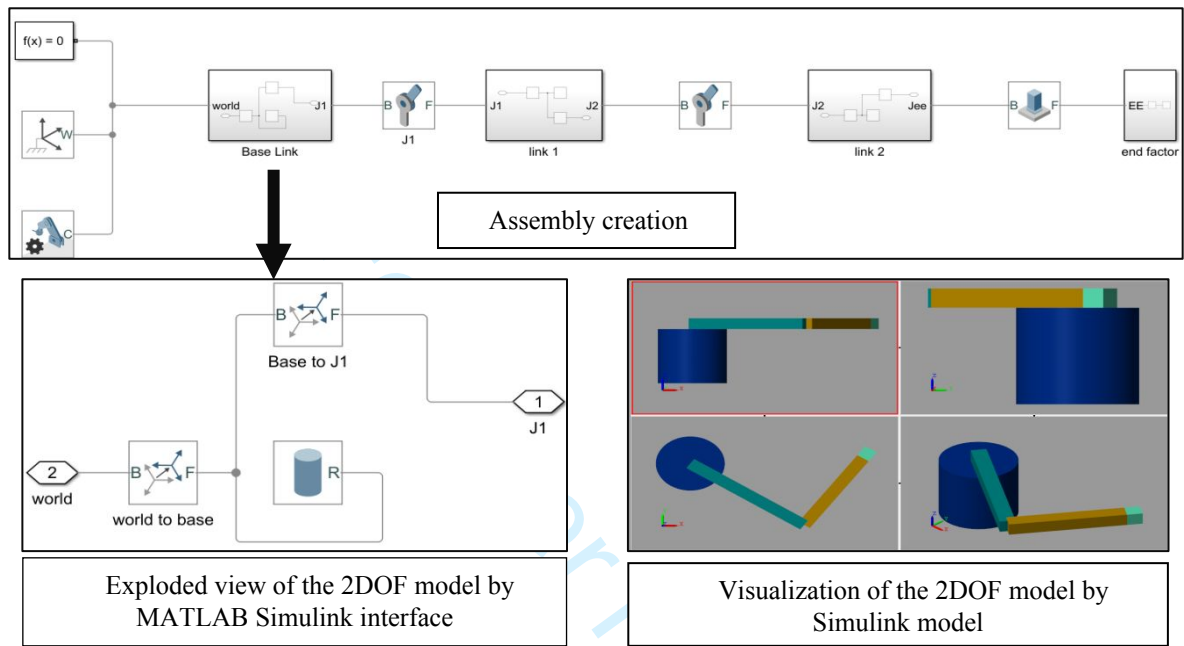 f(x) = 0
W
C
world
J1
Base Link
B
F
J1
J1
J2
link 1
B
F
J2
Jee
link 2
B
F
EE
end factor
Assembly creation
B
F
Base to J1
1
J1
2
world
B
F
world to base
R
Exploded view of the 2DOF model by
MATLAB Simulink interface
Visualization of the 2DOF model by
Simulink model